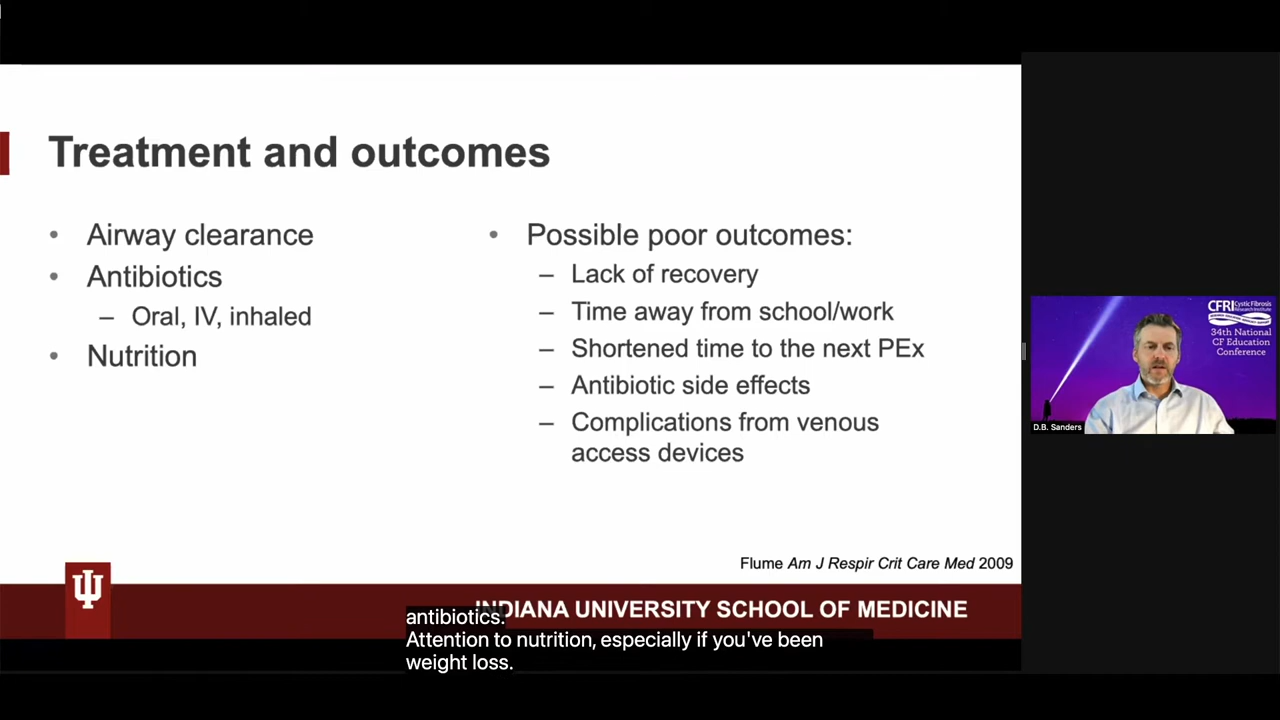 Treatment and outcomes
• Airway clearance
• Antibiotics
– Oral, IV, inhaled
• Nutrition
• Possible poor outcomes:
– Lack of recovery
– Time away from school/work
– Shortened time to the next PEx
– Antibiotic side effects
– Complications from venous
access devices
Flume Am J Respir Crit Care Med 2009
INDIANA UNIVERSITY SCHOOL OF MEDICINE
antibiotics.
Attention to nutrition, especially if you've been
weight loss.
CFRI Cystic Fibrosis
Research Institute
34th National
CF Education
Conference
D.B. Sanders